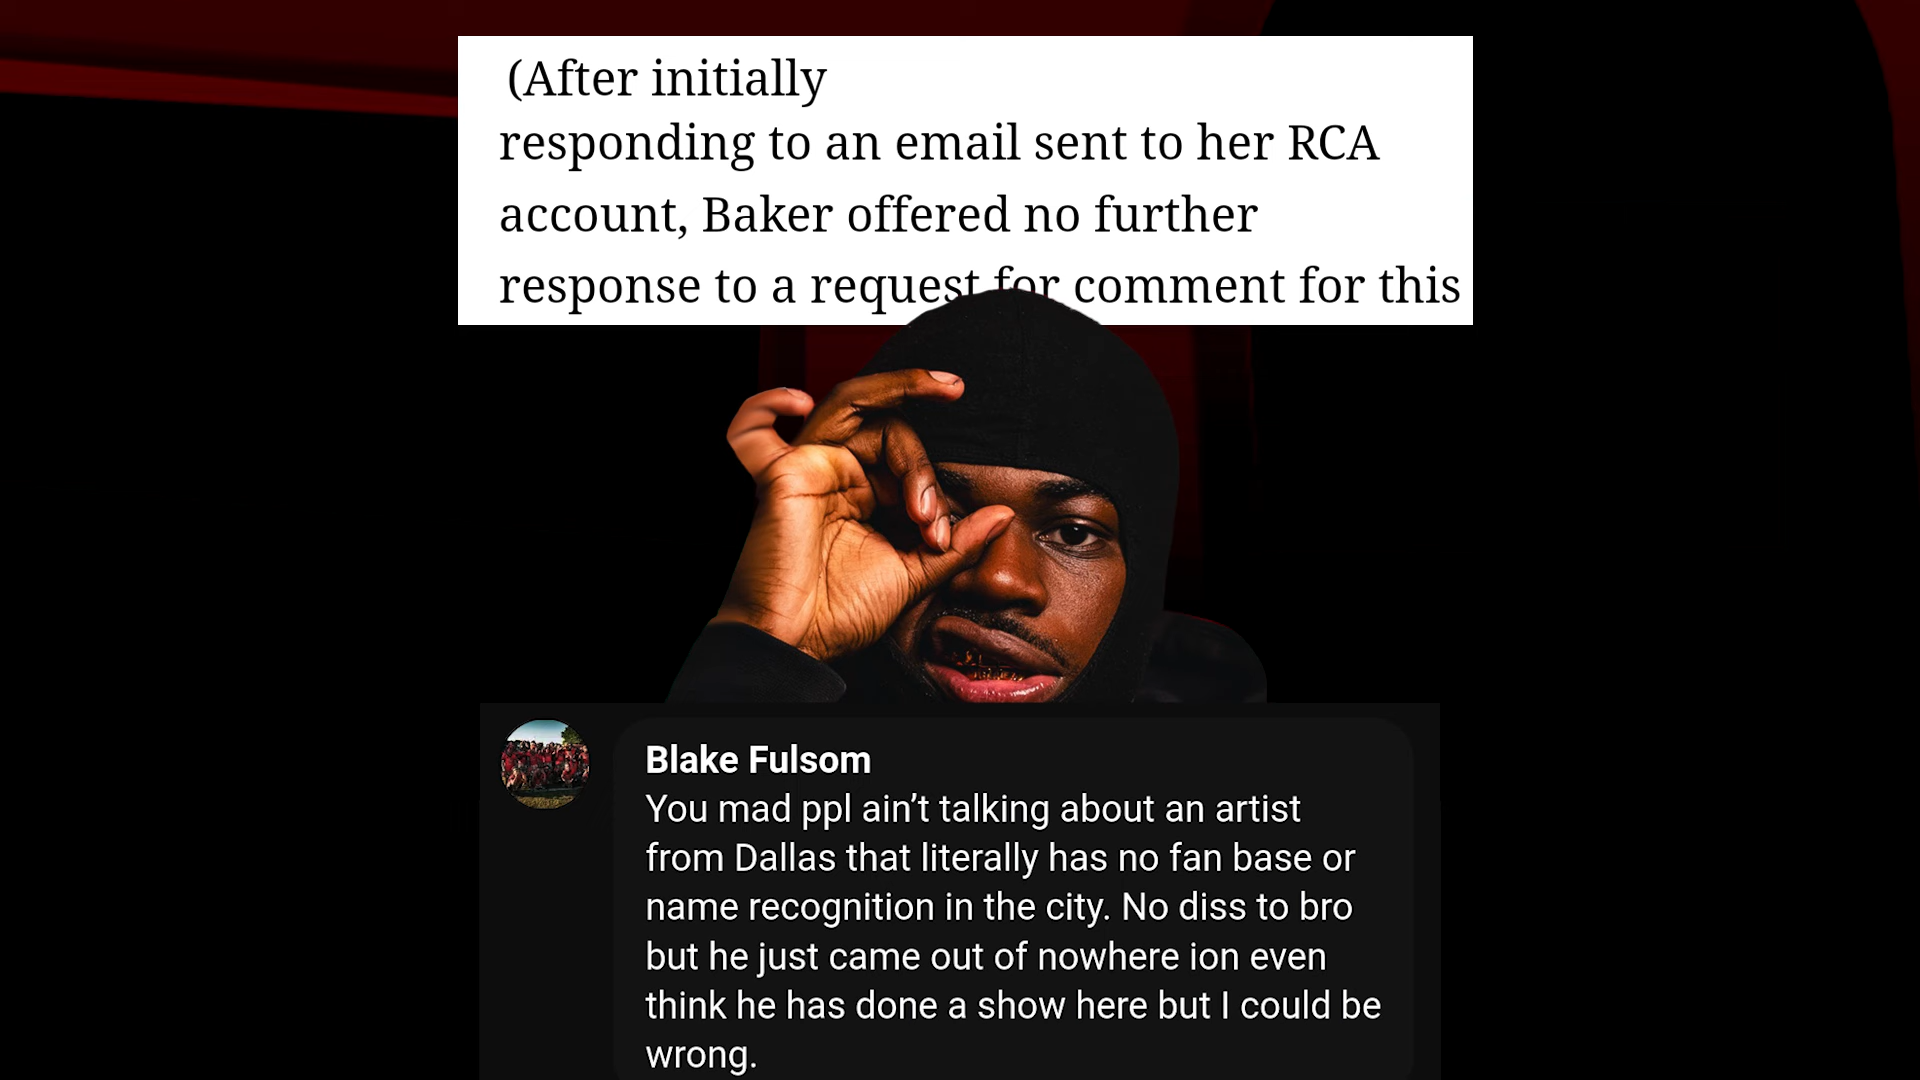 (After initially
responding to an email sent to her RCA
account, Baker offered no further
response to a request for comment for this
Blake Fulsom
You mad ppl ain’t talking about an artist
from Dallas that literally has no fan base or
name recognition in the city. No diss to bro
but he just came out of nowhere ion even
think he has done a show here but I could be
wrong.